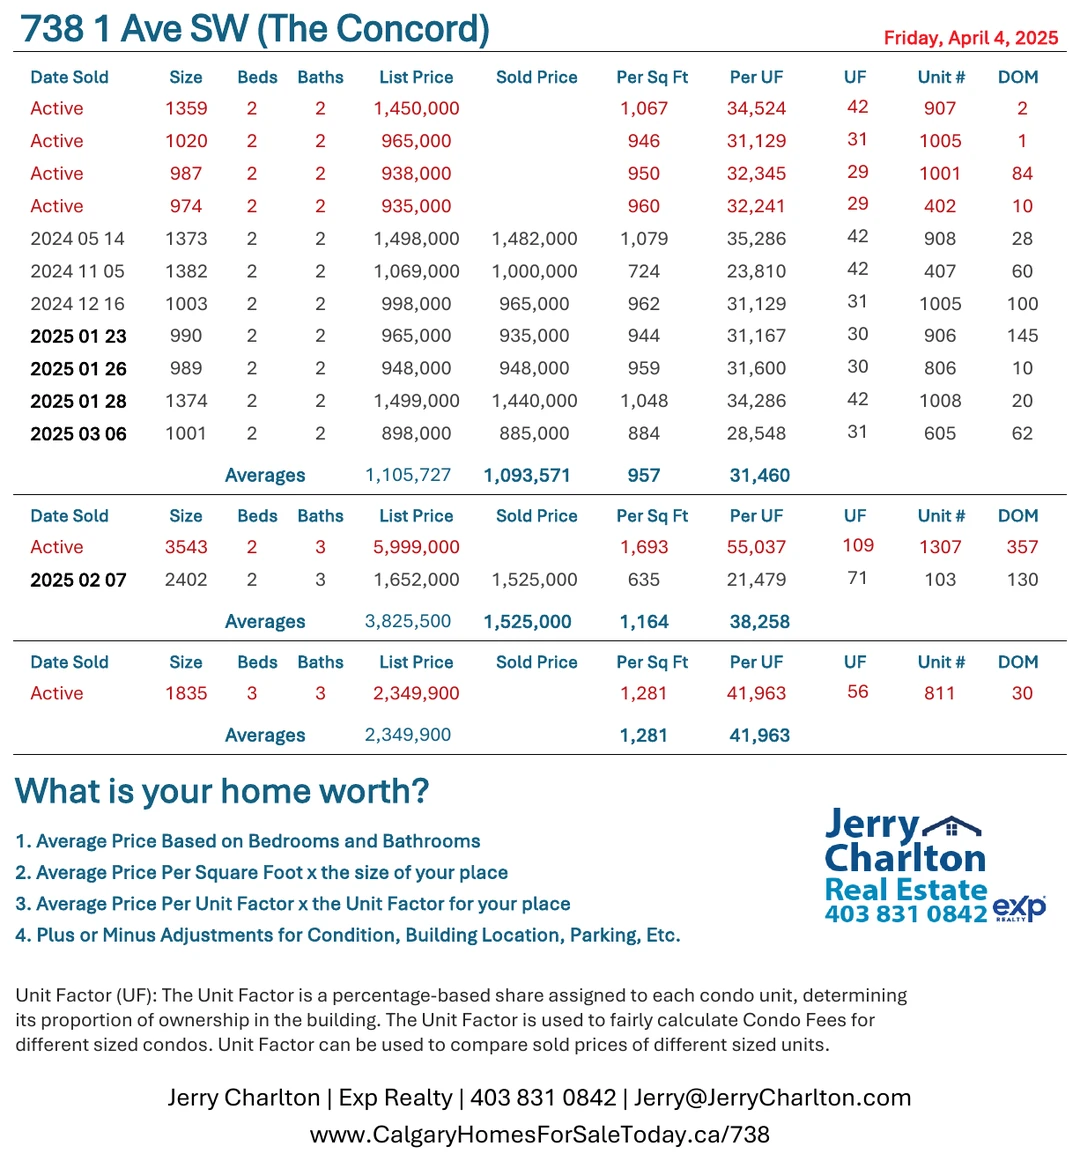 738 1 Ave SW (The Concord)
Friday, April 4, 2025
Date Sold Size Beds Baths List Price Sold Price Per Sq Ft Per UF UF Unit # DOM
Active 1359 2 2 1,450,000 1,067 34,524 42 907 2
Active 1020 2 2 965,000 946 31,129 31 1005 1
Active 987 2 2 938,000 950 32,345 29 1001 84
Active 974 2 2 935,000 960 32,241 29 402 10
2024 05 14 1373 2 2 1,498,000 1,482,000 1,079 35,286 42 908 28
2024 11 05 1382 2 2 1,069,000 1,000,000 724 23,810 42 407 60
2024 12 16 1003 2 2 998,000 965,000 962 31,129 31 1005 100
2025 01 23 990 2 2 965,000 935,000 944 31,167 30 906 145
2025 01 26 989 2 2 948,000 948,000 959 31,600 30 806 10
2025 01 28 1374 2 2 1,499,000 1,440,000 1,048 34,286 42 1008 20
2025 03 06 1001 2 2 898,000 885,000 884 28,548 31 605 62
Averages 1,105,727 1,093,571 957 31,460
Date Sold Size Beds Baths List Price Sold Price Per Sq Ft Per UF UF Unit # DOM
Active 3543 2 3 5,999,000 1,693 55,037 109 1307 357
2025 02 07 2402 2 3 1,652,000 1,525,000 635 21,479 71 103 130
Averages 3,825,500 1,525,000 1,164 38,258
Date Sold Size Beds Baths List Price Sold Price Per Sq Ft Per UF UF Unit # DOM
Active 1835 3 3 2,349,900 1,281 41,963 56 811 30
Averages 2,349,900 1,281 41,963
What is your home worth?
1. Average Price Based on Bedrooms and Bathrooms
2. Average Price Per Square Foot x the size of your place
3. Average Price Per Unit Factor x the Unit Factor for your place
4. Plus or Minus Adjustments for Condition, Building Location, Parking, Etc.
Jerry
Charlton
Real Estate
403 831 0842
exp
REALTY
Unit Factor (UF): The Unit Factor is a percentage-based share assigned to each condo unit, determining
its proportion of ownership in the building. The Unit Factor is used to fairly calculate Condo Fees for
different sized condos. Unit Factor can be used to compare sold prices of different sized units.
Jerry Charlton | Exp Realty | 403 831 0842 | Jerry@JerryCharlton.com
www.CalgaryHomesForSaleToday.ca/738